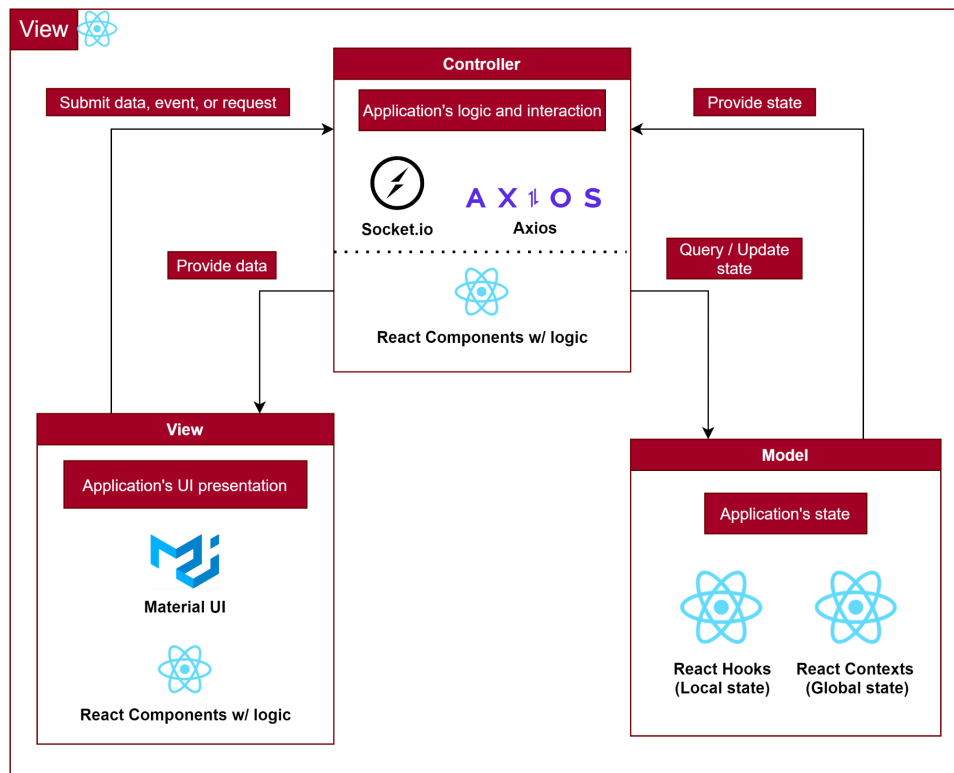 View
Controller
Submit data, event, or request
Application's logic and interaction
Provide state
Socket.io
AXIOS
Axios
Provide data
Query / Update
state
React Components w/ logic
View
Application's UI presentation
Material UI
React Components w/ logic
Model
Application's state
React Hooks
(Local state)
React Contexts
(Global state)